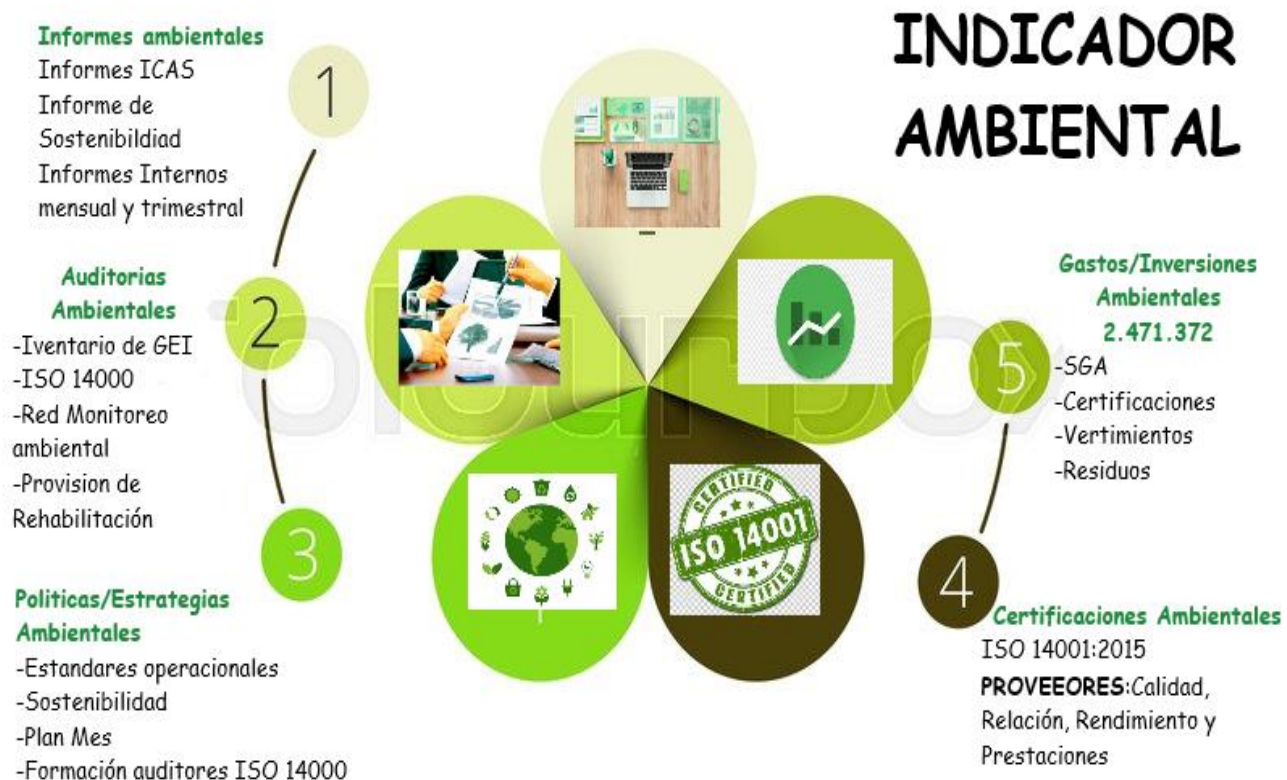 INDICADOR
AMBIENTAL
1
Informes ambientales
Informes ICAS
Informe de
Sostenibildiad
Informes Internos
mensual y trimestral
2
Auditorias
Ambientales
-Iventario de GEI
-ISO 14000
-Red Monitoreo
ambiental
-Provision de
Rehabilitación
3
Politicas/Estrategias
Ambientales
-Estandares operacionales
-Sostenibilidad
-Plan Mes
-Formación auditores ISO 14000
4
Certificaciones Ambientales
ISO 14001:2015
PROVEEORES:Calidad,
Relación, Rendimiento y
Prestaciones
5
Gastos/Inversiones
Ambientales
2.471.372
-SGA
-Certificaciones
-Vertimientos
-Residuos
CERTIFIED
ISO 14001
CERTIFIED